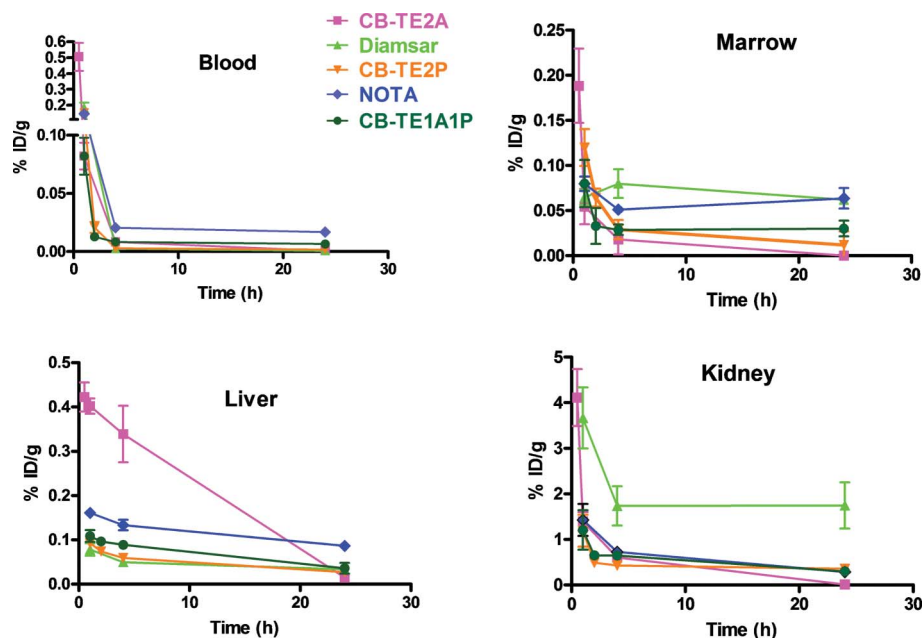 CB-TE2A
Diamsar
CB-TE2P
NOTA
CB-TE1A1P
Blood
% ID/g
0.6
0.5
0.4
0.3
0.2
0.10
0.05
0.00
0 10 20 30
Time (h)
Marrow
% ID/g
0.25
0.20
0.15
0.10
0.05
0.00
0 10 20 30
Time (h)
Liver
% ID/g
0.5
0.4
0.3
0.2
0.1
0.0
0 10 20 30
Time (h)
Kidney
% ID/g
5
4
3
2
1
0
0 10 20 30
Time (h)